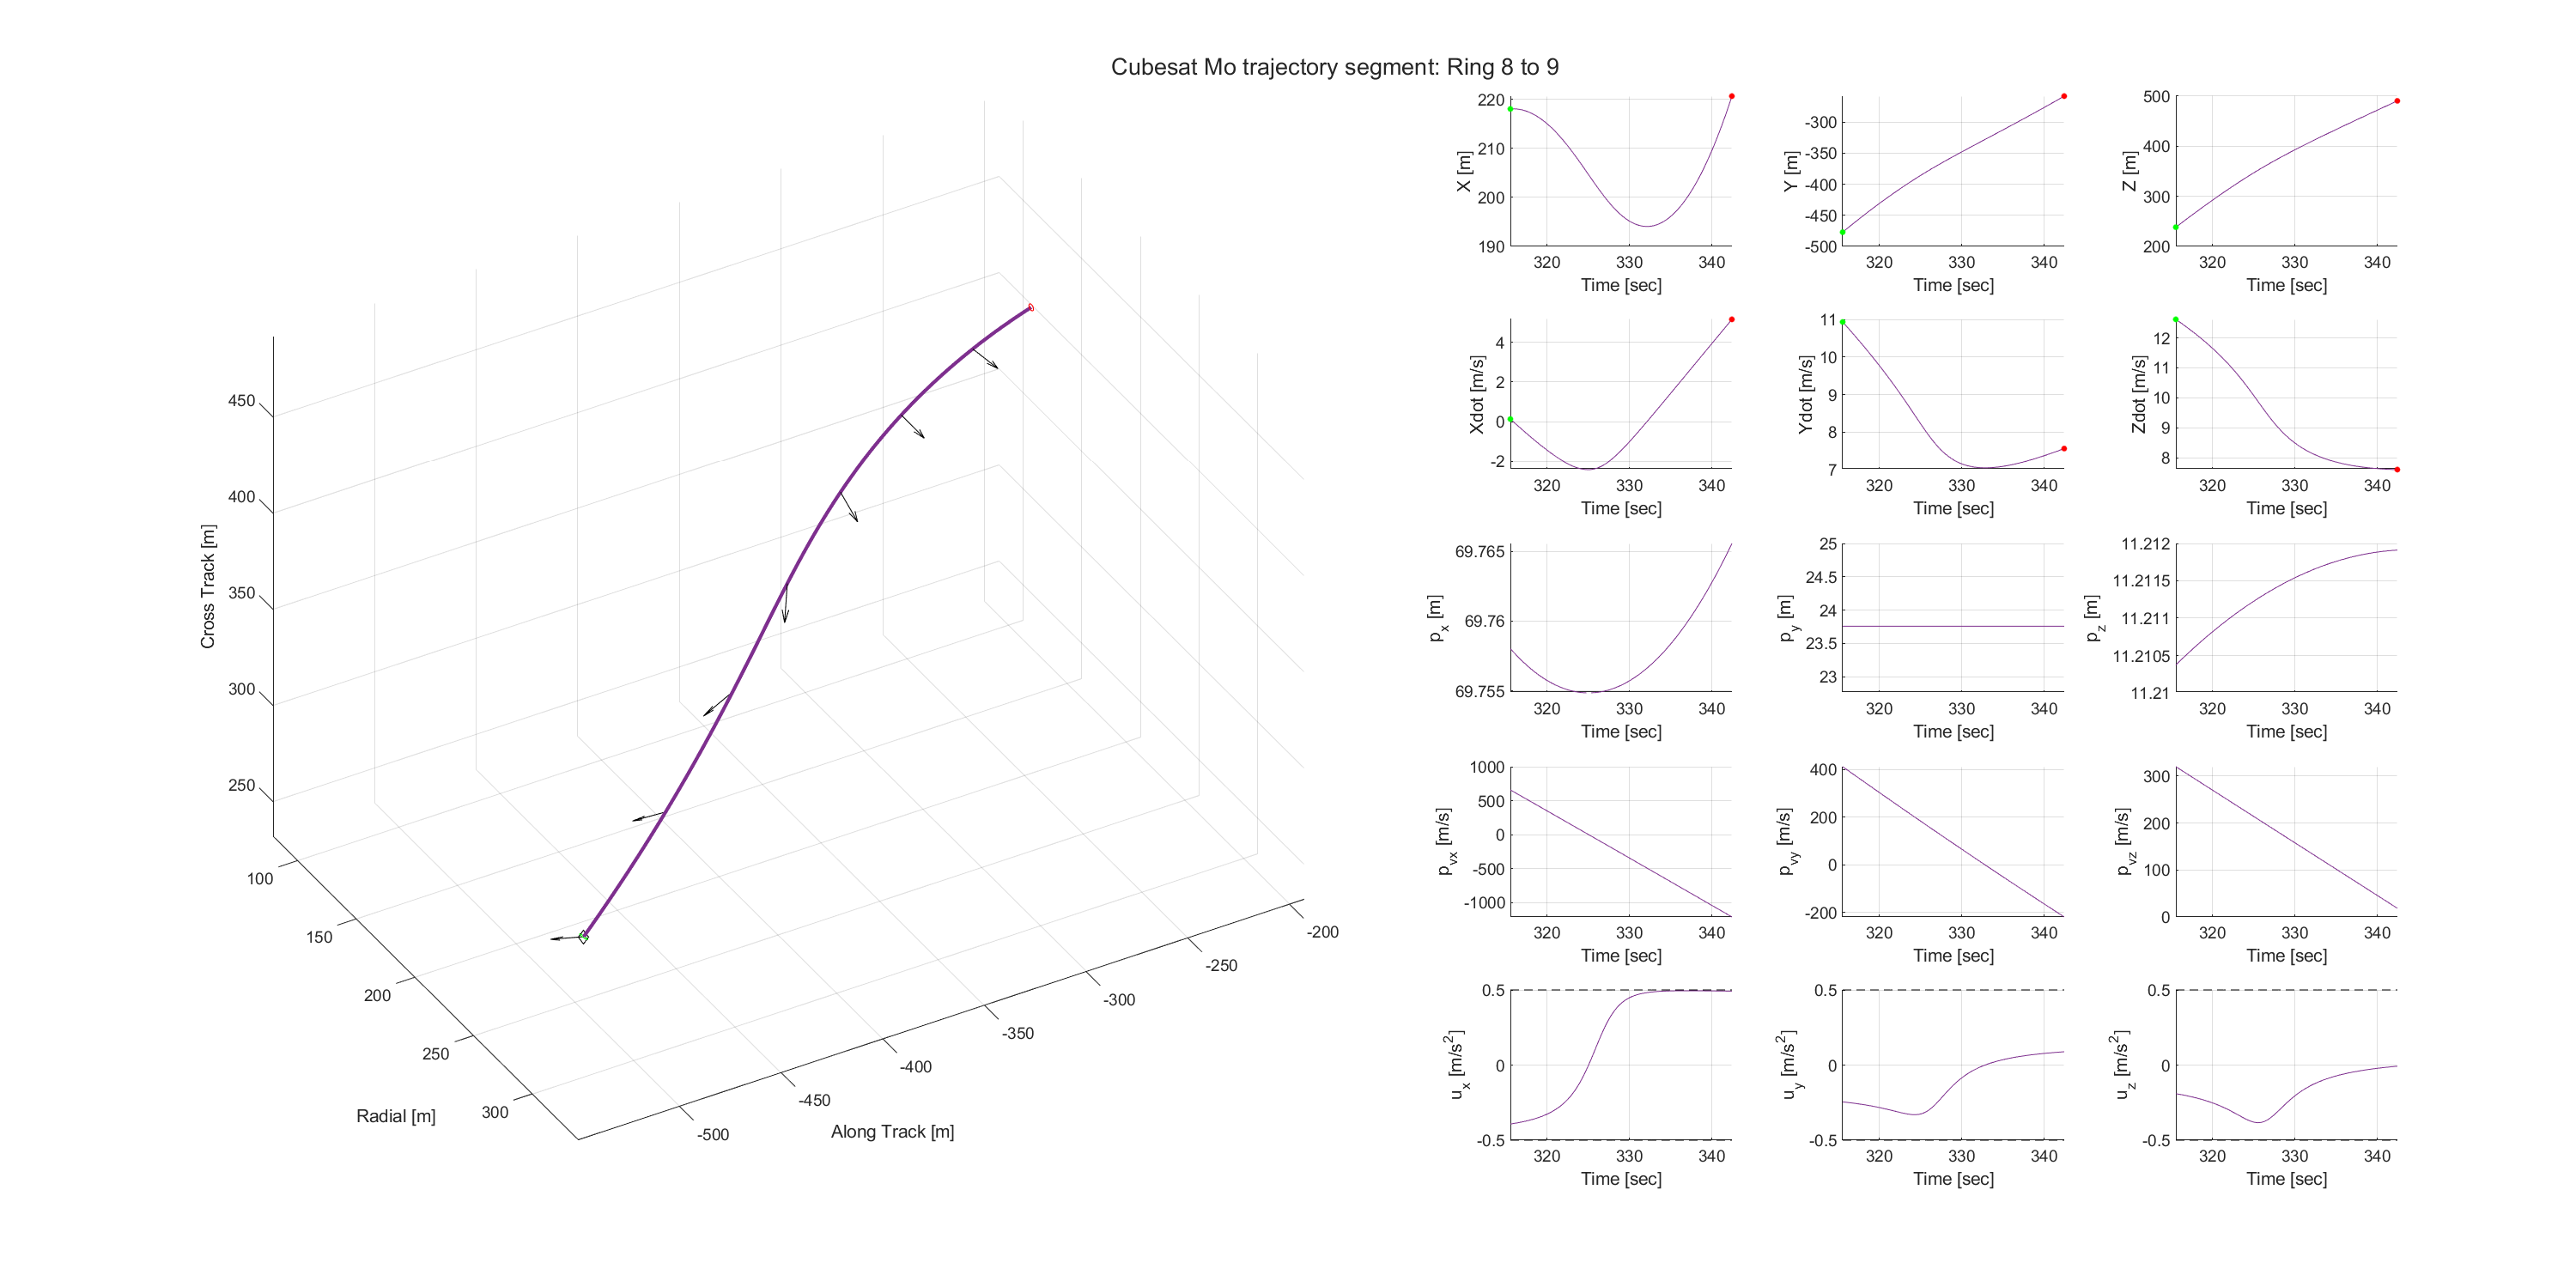 Cubesat Mo trajectory segment: Ring 8 to 9
450
400
350
300
250
Cross Track [m]
100
150
200
250
300
Radial [m]
-500
-450
-400
-350
-300
-250
-200
Along Track [m]
220
210
200
190
X [m]
320 330 340
Time [sec]
-300
-350
-400
-450
-500
Y [m]
320 330 340
Time [sec]
500
400
300
200
Z [m]
320 330 340
Time [sec]
4
2
0
-2
Xdot [m/s]
320 330 340
Time [sec]
11
10
9
8
7
Ydot [m/s]
320 330 340
Time [sec]
12
11
10
9
8
Zdot [m/s]
320 330 340
Time [sec]
69.765
69.76
69.755
p_x [m]
320 330 340
Time [sec]
25
24.5
24
23.5
23
p_y [m]
320 330 340
Time [sec]
11.212
11.2115
11.211
11.2105
11.21
p_z [m]
320 330 340
Time [sec]
1000
500
0
-500
-1000
p_vx [m/s]
320 330 340
Time [sec]
400
200
0
-200
p_vy [m/s]
320 330 340
Time [sec]
300
200
100
0
p_vz [m/s]
320 330 340
Time [sec]
0.5
0
-0.5
u_x [m/s^2]
320 330 340
Time [sec]
0.5
0
-0.5
u_y [m/s^2]
320 330 340
Time [sec]
0.5
0
-0.5
u_z [m/s^2]
320 330 340
Time [sec]